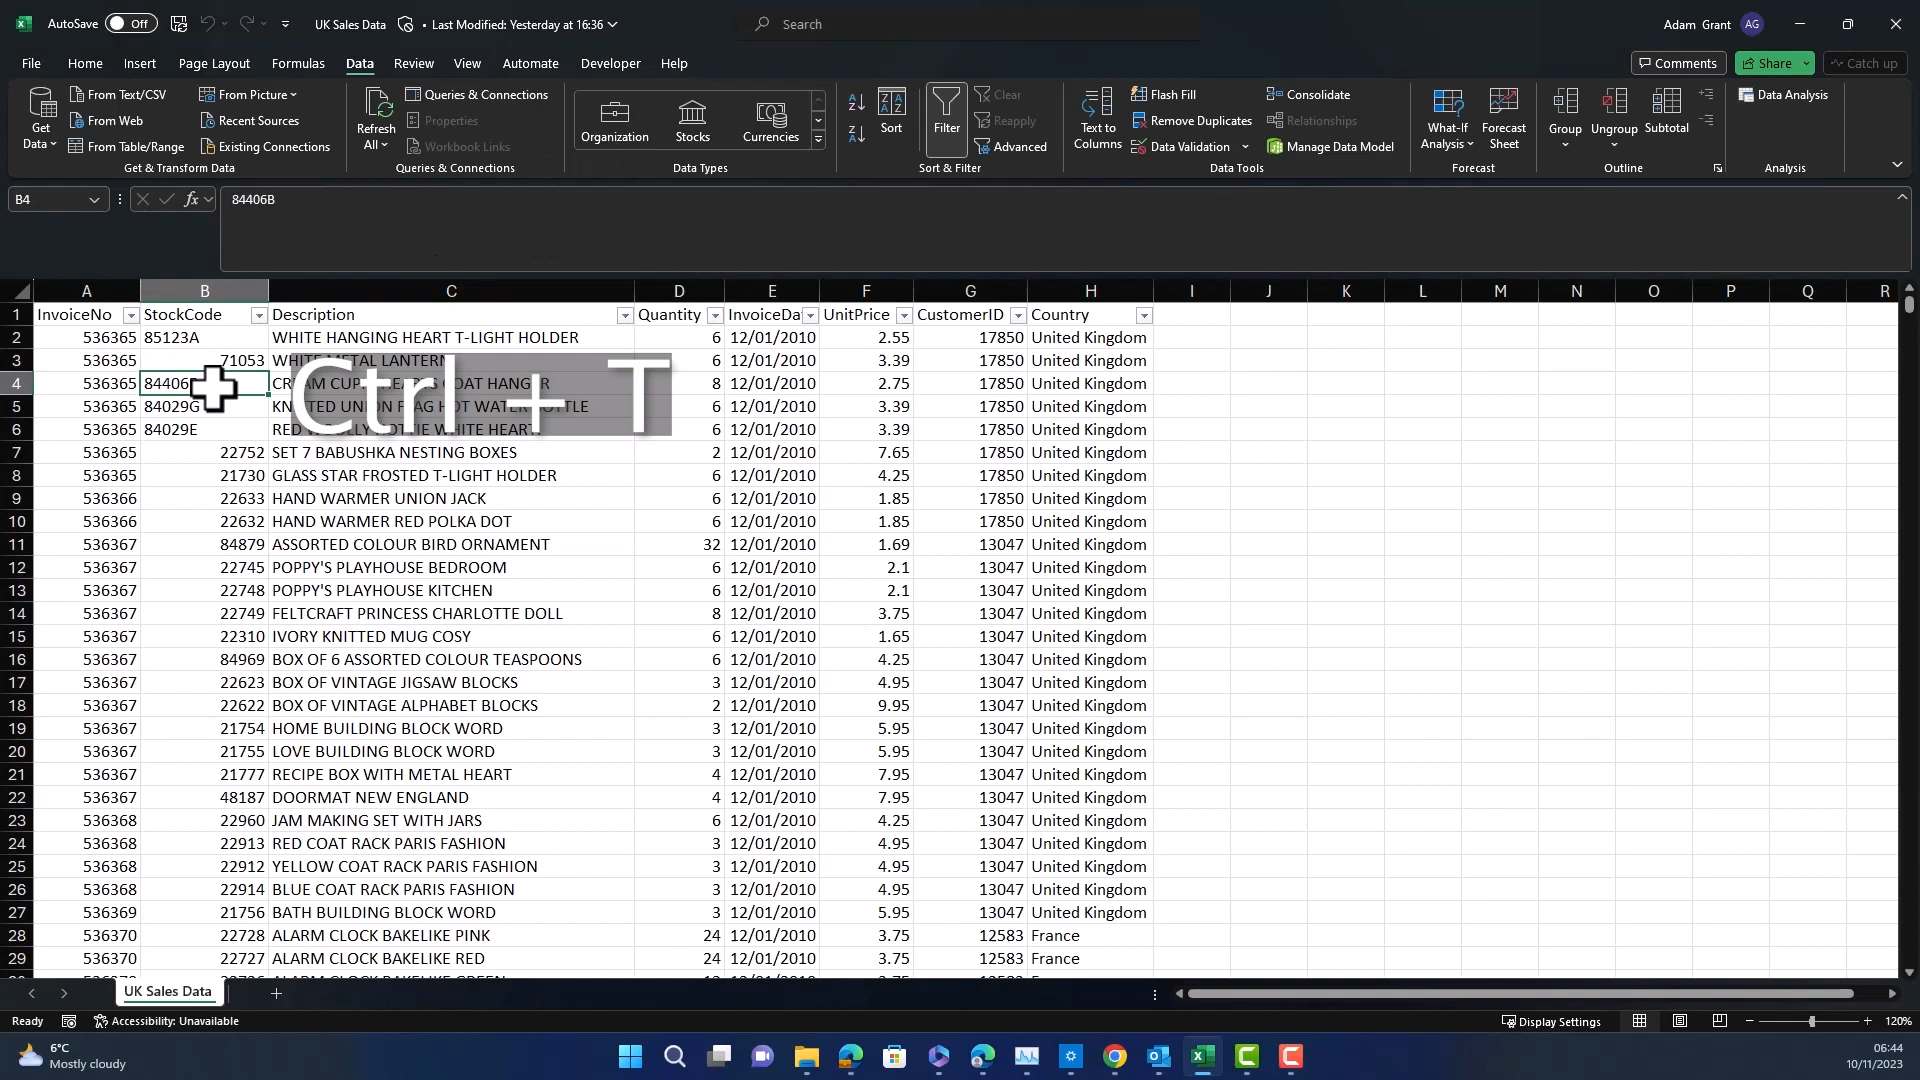 AutoSave Off UK Sales Data • Last Modified: Yesterday at 16:36 Search Adam Grant AG
File Home Insert Page Layout Formulas Data Review View Automate Developer Help Comments Share Catch up
Get Data
From Text/CSV
From Web
From Table/Range
From Picture
Recent Sources
Existing Connections
Get & Transform Data
Refresh All
Queries & Connections
Properties
Workbook Links
Queries & Connections
Organization Stocks Currencies
Data Types
Sort
Filter
Clear
Reapply
Advanced
Sort & Filter
Text to Columns
Flash Fill
Remove Duplicates
Data Validation
Consolidate
Relationships
Manage Data Model
Data Tools
What-If Analysis
Forecast Sheet
Forecast
Group
Ungroup
Subtotal
Outline
Data Analysis
Analysis
B4 fx 84406B
A B C D E F G H I J K L M N O P Q R
1 InvoiceNo StockCode Description Quantity InvoiceDa UnitPrice CustomerID Country
2 536365 85123A WHITE HANGING HEART T-LIGHT HOLDER 6 12/01/2010 2.55 17850 United Kingdom
3 536365 71053 WHITE METAL LANTERN 6 12/01/2010 3.39 17850 United Kingdom
4 536365 84406 COAT HANGER 8 12/01/2010 2.75 17850 United Kingdom
Ctrl + T
5 536365 84029G KNITTED UNION FLAG HOT WATER BOTTLE 6 12/01/2010 3.39 17850 United Kingdom
6 536365 84029E RED WOOLLY HOTTIE WHITE HEART. 6 12/01/2010 3.39 17850 United Kingdom
7 536365 22752 SET 7 BABUSHKA NESTING BOXES 2 12/01/2010 7.65 17850 United Kingdom
8 536365 21730 GLASS STAR FROSTED T-LIGHT HOLDER 6 12/01/2010 4.25 17850 United Kingdom
9 536366 22633 HAND WARMER UNION JACK 6 12/01/2010 1.85 17850 United Kingdom
10 536366 22632 HAND WARMER RED POLKA DOT 6 12/01/2010 1.85 17850 United Kingdom
11 536367 84879 ASSORTED COLOUR BIRD ORNAMENT 32 12/01/2010 1.69 13047 United Kingdom
12 536367 22745 POPPY'S PLAYHOUSE BEDROOM 6 12/01/2010 2.1 13047 United Kingdom
13 536367 22748 POPPY'S PLAYHOUSE KITCHEN 6 12/01/2010 2.1 13047 United Kingdom
14 536367 22749 FELTCRAFT PRINCESS CHARLOTTE DOLL 8 12/01/2010 3.75 13047 United Kingdom
15 536367 22310 IVORY KNITTED MUG COSY 6 12/01/2010 1.65 13047 United Kingdom
16 536367 84969 BOX OF 6 ASSORTED COLOUR TEASPOONS 6 12/01/2010 4.25 13047 United Kingdom
17 536367 22623 BOX OF VINTAGE JIGSAW BLOCKS 3 12/01/2010 4.95 13047 United Kingdom
18 536367 22622 BOX OF VINTAGE ALPHABET BLOCKS 2 12/01/2010 9.95 13047 United Kingdom
19 536367 21754 HOME BUILDING BLOCK WORD 3 12/01/2010 5.95 13047 United Kingdom
20 536367 21755 LOVE BUILDING BLOCK WORD 3 12/01/2010 5.95 13047 United Kingdom
21 536367 21777 RECIPE BOX WITH METAL HEART 4 12/01/2010 7.95 13047 United Kingdom
22 536367 48187 DOORMAT NEW ENGLAND 4 12/01/2010 7.95 13047 United Kingdom
23 536368 22960 JAM MAKING SET WITH JARS 6 12/01/2010 4.25 13047 United Kingdom
24 536368 22913 RED COAT RACK PARIS FASHION 3 12/01/2010 4.95 13047 United Kingdom
25 536368 22912 YELLOW COAT RACK PARIS FASHION 3 12/01/2010 4.95 13047 United Kingdom
26 536368 22914 BLUE COAT RACK PARIS FASHION 3 12/01/2010 4.95 13047 United Kingdom
27 536369 21756 BATH BUILDING BLOCK WORD 3 12/01/2010 5.95 13047 United Kingdom
28 536370 22728 ALARM CLOCK BAKELIKE PINK 24 12/01/2010 3.75 12583 France
29 536370 22727 ALARM CLOCK BAKELIKE RED 24 12/01/2010 3.75 12583 France
UK Sales Data
Ready Accessibility: Unavailable Display Settings 120%
6°C
Mostly cloudy
06:44
10/11/2023